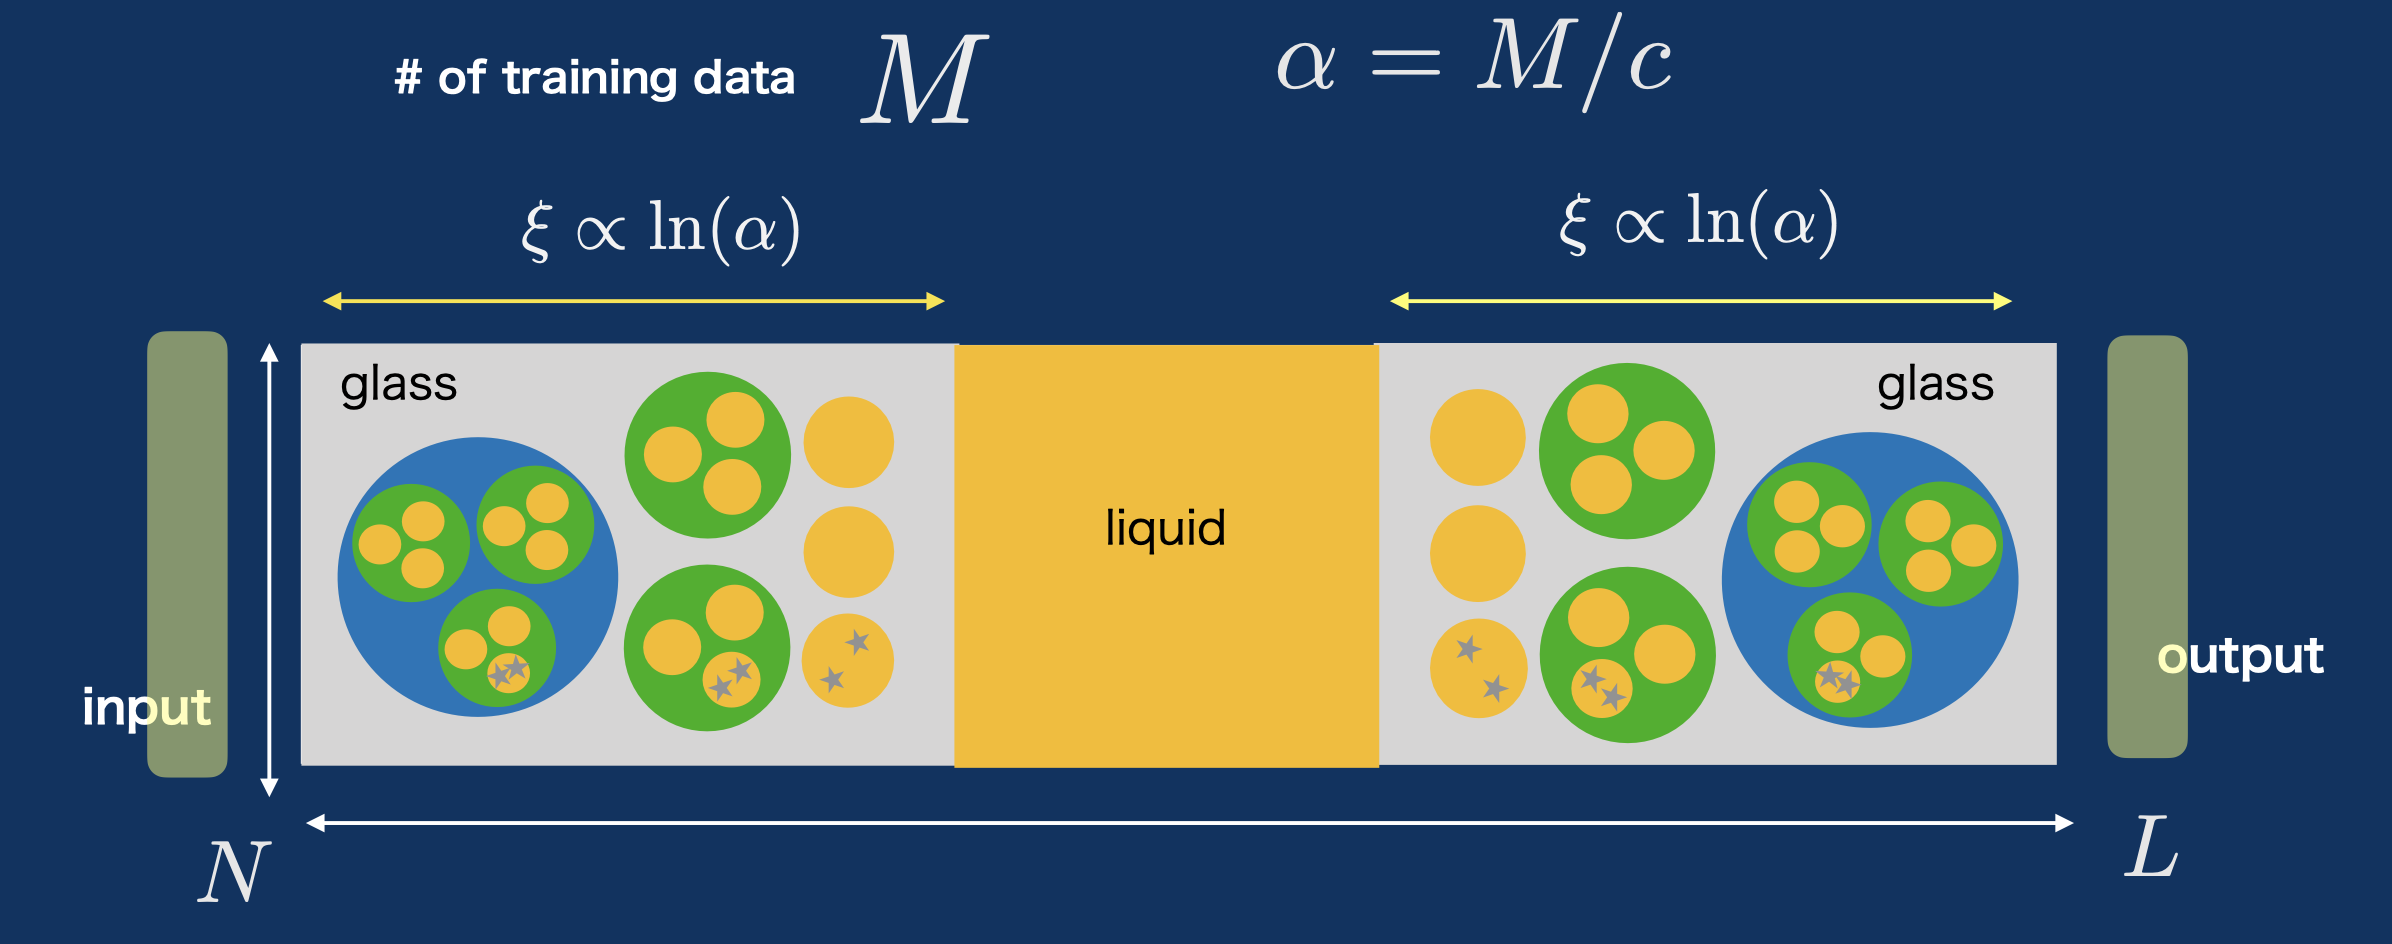 # of training data M
α = M/c
ξ ∝ ln(α)
ξ ∝ ln(α)
glass
glass
liquid
input
output
N
L